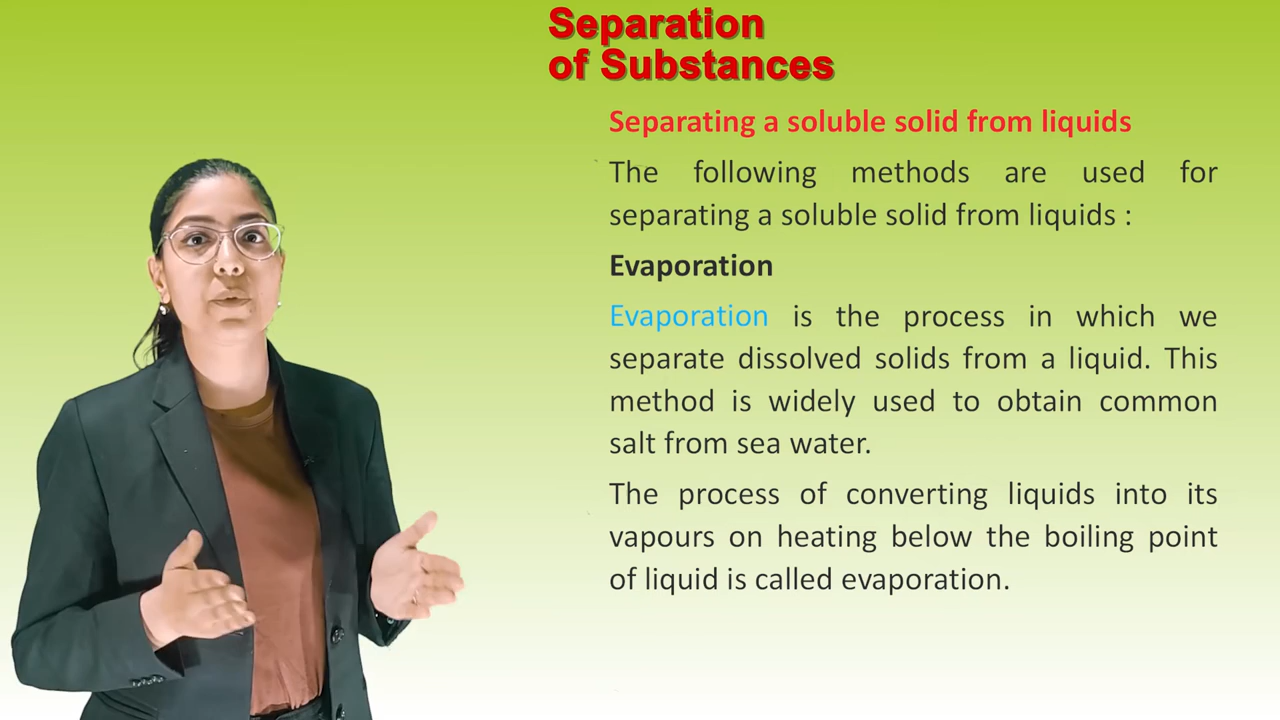 Separation
of Substances
Separating a soluble solid from liquids
The following methods are used for
separating a soluble solid from liquids :
Evaporation
Evaporation is the process in which we
separate dissolved solids from a liquid. This
method is widely used to obtain common
salt from sea water.
The process of converting liquids into its
vapours on heating below the boiling point
of liquid is called evaporation.